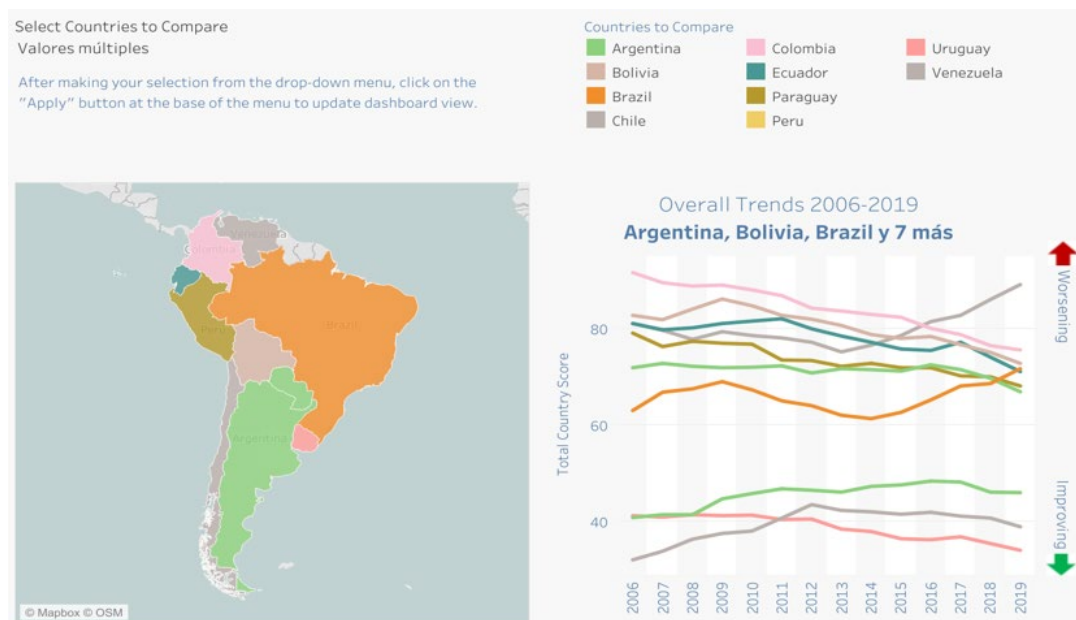 Select Countries to Compare
Valores múltiples
After making your selection from the drop-down menu, click on the
"Apply" button at the base of the menu to update dashboard view.
Countries to Compare
Argentina
Bolivia
Brazil
Chile
Colombia
Ecuador
Paraguay
Peru
Uruguay
Venezuela
Colombia
Venezuela
Peru
Brazil
Argentina
© Mapbox © OSM
Overall Trends 2006-2019
Argentina, Bolivia, Brazil y 7 más
Total Country Score
80
60
40
2006
2007
2008
2009
2010
2011
2012
2013
2014
2015
2016
2017
2018
2019
Worsening
Improving